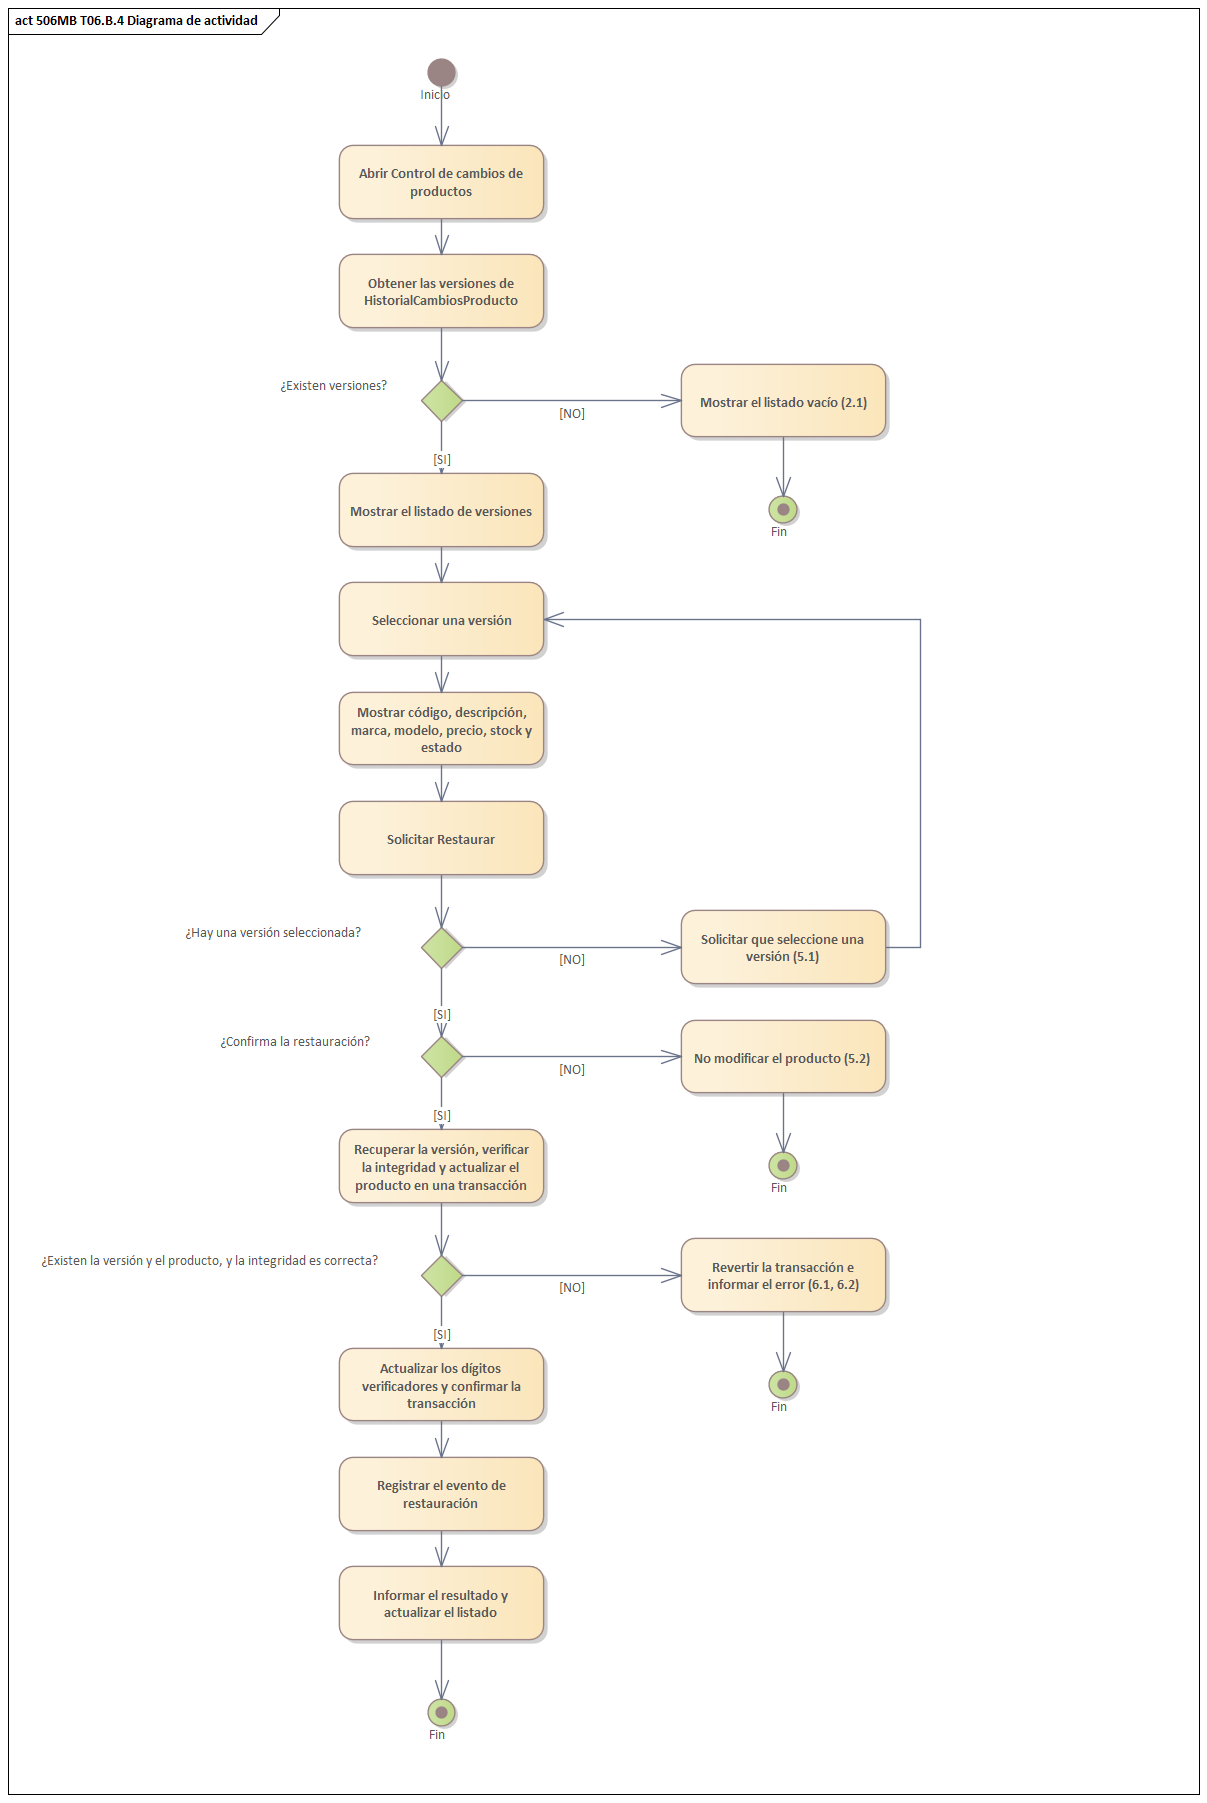 act 506MB T06.B.4 Diagrama de actividad
Inicio
Abrir Control de cambios de
productos
Obtener las versiones de
HistorialCambiosProducto
¿Existen versiones?
[NO]
Mostrar el listado vacío (2.1)
[SI]
Fin
Mostrar el listado de versiones
Seleccionar una versión
Mostrar código, descripción,
marca, modelo, precio, stock y
estado
Solicitar Restaurar
¿Hay una versión seleccionada?
[NO]
Solicitar que seleccione una
versión (5.1)
[SI]
¿Confirma la restauración?
[NO]
No modificar el producto (5.2)
[SI]
Fin
Recuperar la versión, verificar
la integridad y actualizar el
producto en una transacción
¿Existen la versión y el producto, y la integridad es correcta?
[NO]
Revertir la transacción e
informar el error (6.1, 6.2)
[SI]
Fin
Actualizar los dígitos
verificadores y confirmar la
transacción
Registrar el evento de
restauración
Informar el resultado y
actualizar el listado
Fin